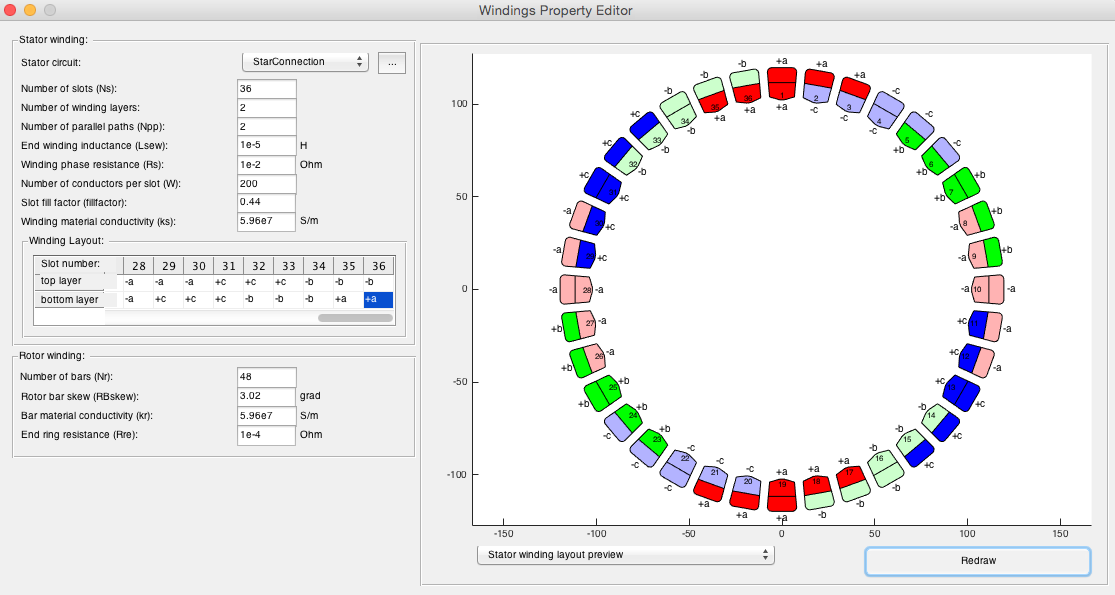 Windings Property Editor
Stator winding:
Stator circuit: StarConnection ...
Number of slots (Ns): 36
Number of winding layers: 2
Number of parallel paths (Npp): 2
End winding inductance (Lsew): 1e-5 H
Winding phase resistance (Rs): 1e-2 Ohm
Number of conductors per slot (W): 200
Slot fill factor (fillfactor): 0.44
Winding material conductivity (ks): 5.96e7 S/m
Winding Layout:
Slot number: 28 29 30 31 32 33 34 35 36
top layer -a -a -a +c +c +c -b -b -b
bottom layer -a +c +c +c -b -b -b +a +a
Rotor winding:
Number of bars (Nr): 48
Rotor bar skew (RBskew): 3.02 grad
Bar material conductivity (kr): 5.96e7 S/m
End ring resistance (Rre): 1e-4 Ohm
100
50
0
-50
-100
-150 -100 -50 0 50 100 150
+a 1 +a
+a 2 -c
+a 3 -c
-c 4 -c
-c 5 +b
-c 6 +b
+b 7 +b
+b 8 -a
+b 9 -a
-a 10 -a
-a 11 +c
-a 12 +c
+c 13 +c
+c 14 -b
+c 15 -b
-b 16 -b
-b 17 +a
-b 18 +a
+a 19 +a
+a 20 -c
+a 21 -c
-c 22 -c
-c 23 +b
-c 24 +b
+b 25 +b
+b 26 -a
+b 27 -a
-a 28 -a
-a +c
-a +c
+c +c
+c 32 -b
+c 33 -b
-b 34 -b
-b 35 +a
-b 36 +a
Stator winding layout preview
Redraw